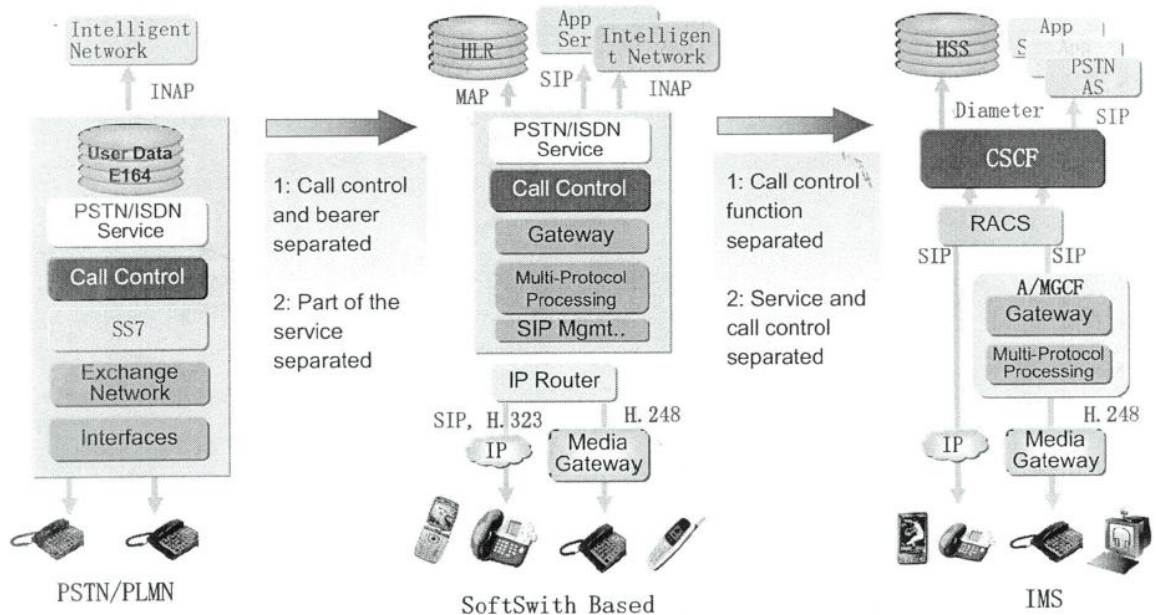 Intelligent
Network
INAP
User Data
E164
PSTN/ISDN
Service
Call Control
SS7
Exchange
Network
Interfaces
PSTN/PLMN
1: Call control
and bearer
separated
2: Part of the
service
separated
HLR
App
Ser
Intelligen
t Network
MAP
SIP
INAP
PSTN/ISDN
Service
Call Control
Gateway
Multi-Protocol
Processing
SIP Mgmt..
IP Router
SIP, H.323
H.248
IP
Media
Gateway
SoftSwith Based
1: Call control
function
separated
2: Service and
call control
separated
HSS
App
S
App
PSTN
AS
Diameter
SIP
CSCF
RACS
SIP
SIP
A/MGCF
Gateway
Multi-Protocol
Processing
H.248
IP
Media
Gateway
IMS